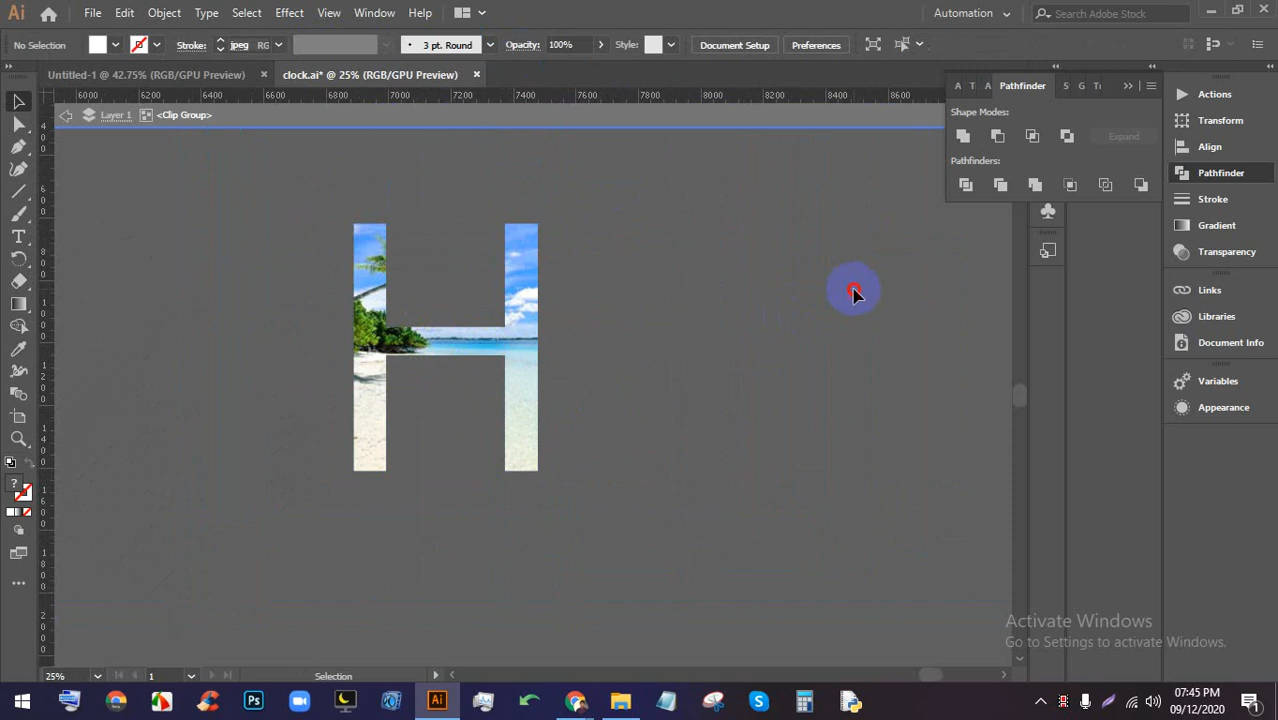 Ai File Edit Object Type Select Effect View Window Help Automation Search Adobe Stock
No Selection Stroke: jpeg RG 3 pt. Round Opacity: 100% Style: Document Setup Preferences
Untitled-1 @ 42.75% (RGB/GPU Preview) × clock.ai* @ 25% (RGB/GPU Preview) ×
A T A Pathfinder S G
6000 6400 6600 6800 7000 7200 7400 7600 7800 8000 8200 8400 8600
Layer 1 <Clip Group>
Shape Modes:
Expand
Pathfinders:
Actions
Transform
Align
Pathfinder
Stroke
Gradient
Transparency
Links
Libraries
Document Info
Variables
Appearance
H
Activate Windows
Go to Settings to activate Windows.
25% 1 Selection
Ps Ai S
07:45 PM
09/12/2020
1